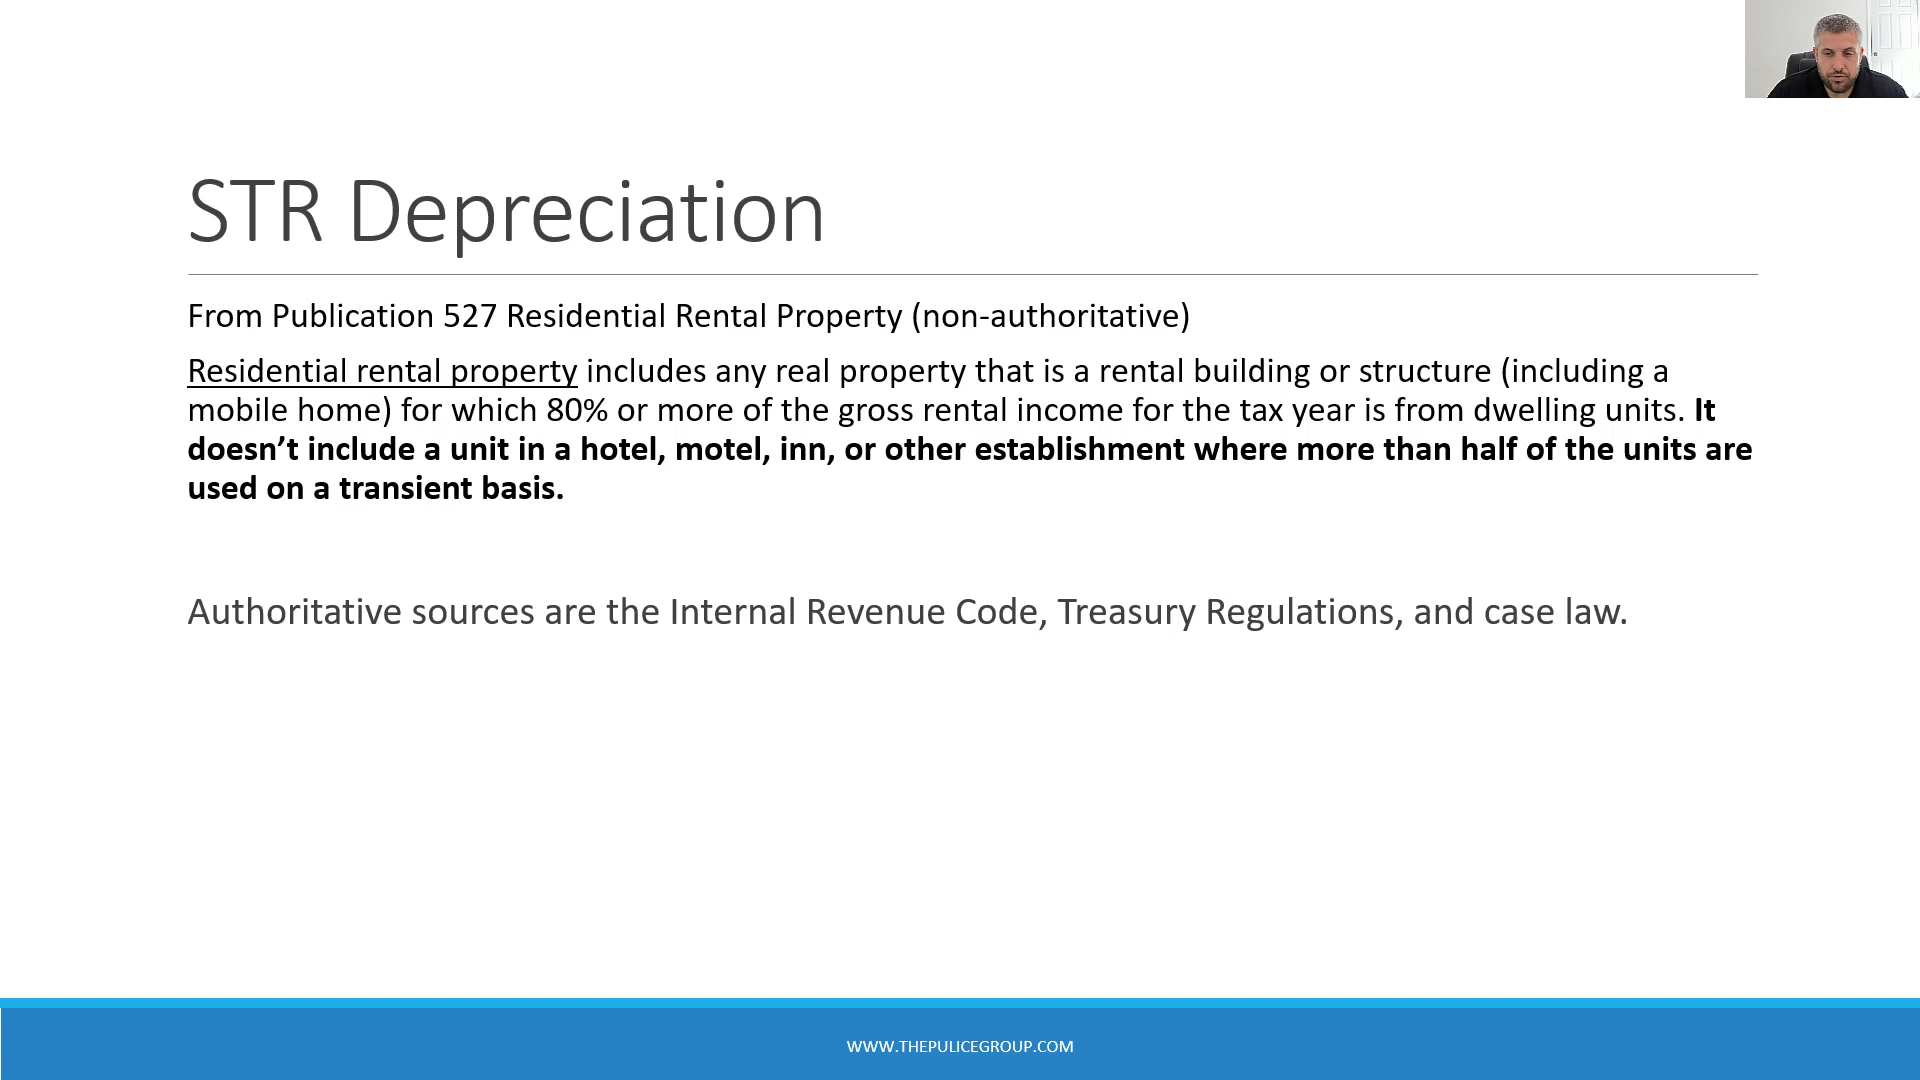 STR Depreciation
From Publication 527 Residential Rental Property (non-authoritative)
Residential rental property includes any real property that is a rental building or structure (including a
mobile home) for which 80% or more of the gross rental income for the tax year is from dwelling units. It
doesn’t include a unit in a hotel, motel, inn, or other establishment where more than half of the units are
used on a transient basis.
Authoritative sources are the Internal Revenue Code, Treasury Regulations, and case law.
WWW.THEPULICEGROUP.COM